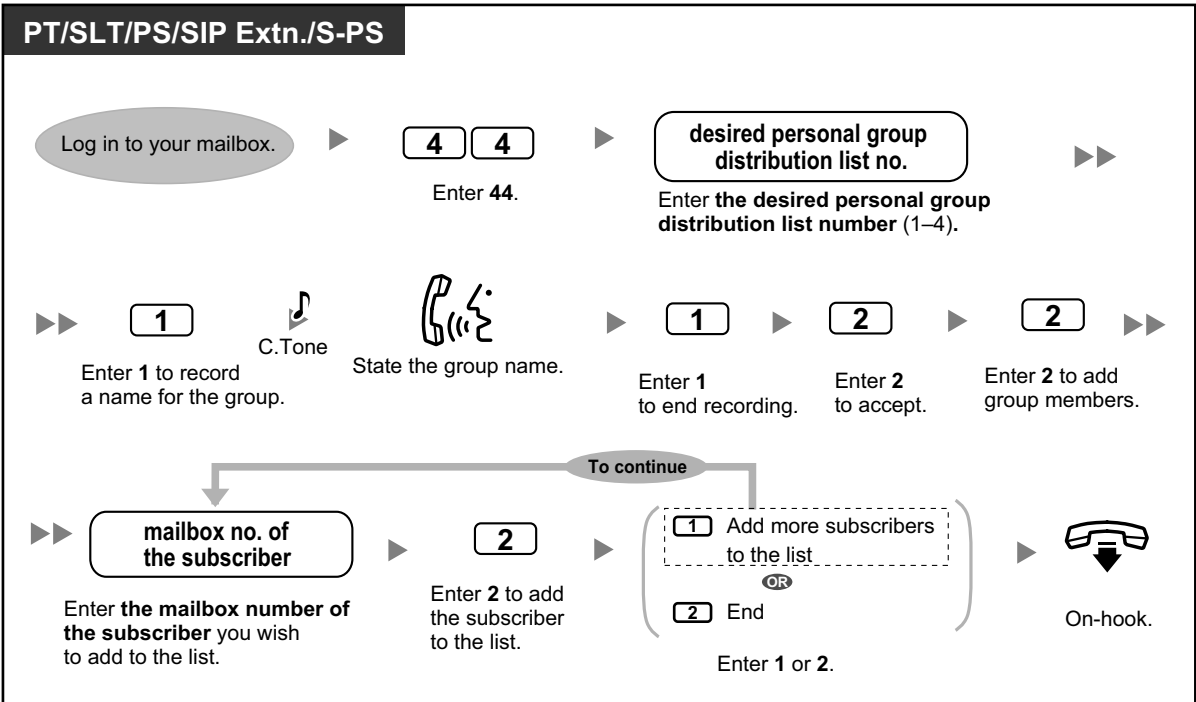 PT/SLT/PS/SIP Extn./S-PS
Log in to your mailbox.
4 4
Enter 44.
desired personal group
distribution list no.
Enter the desired personal group
distribution list number (1–4).
1
Enter 1 to record
a name for the group.
C.Tone
State the group name.
1
Enter 1
to end recording.
2
Enter 2
to accept.
2
Enter 2 to add
group members.
To continue
mailbox no. of
the subscriber
Enter the mailbox number of
the subscriber you wish
to add to the list.
2
Enter 2 to add
the subscriber
to the list.
1 Add more subscribers
to the list
OR
2 End
Enter 1 or 2.
On-hook.